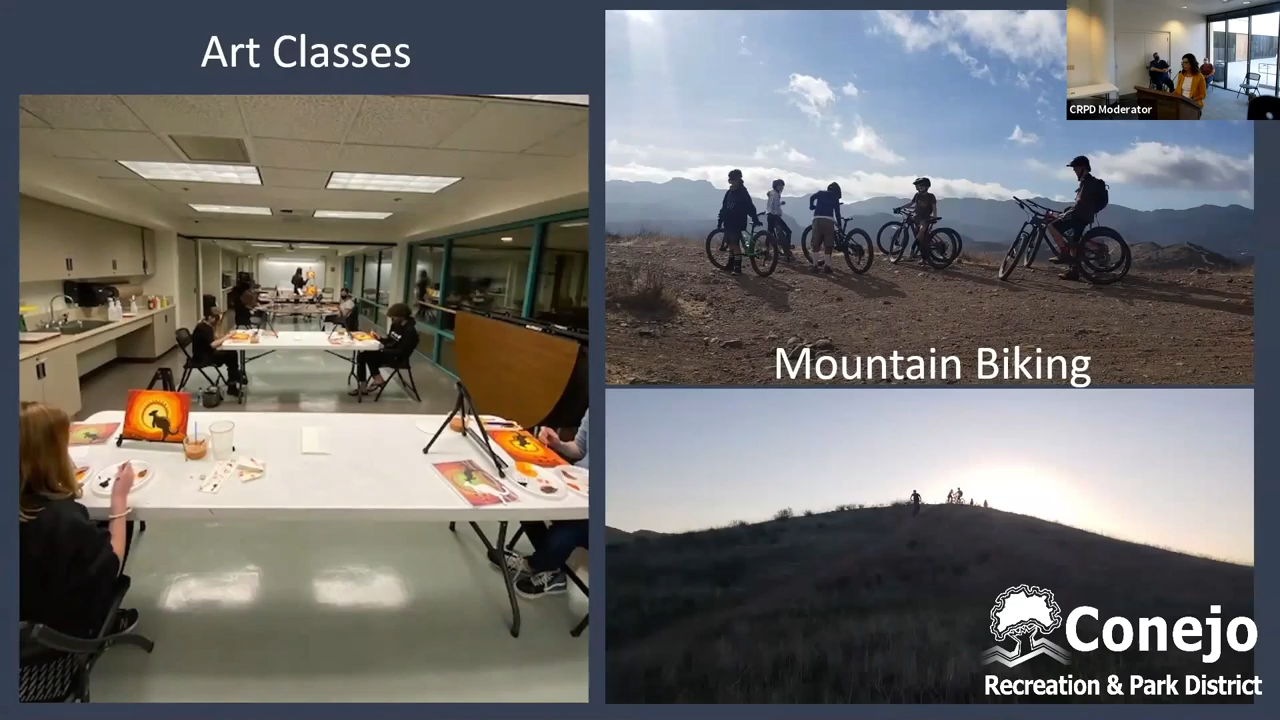 Art Classes
CRPD Moderator
Mountain Biking
Conejo
Recreation & Park District